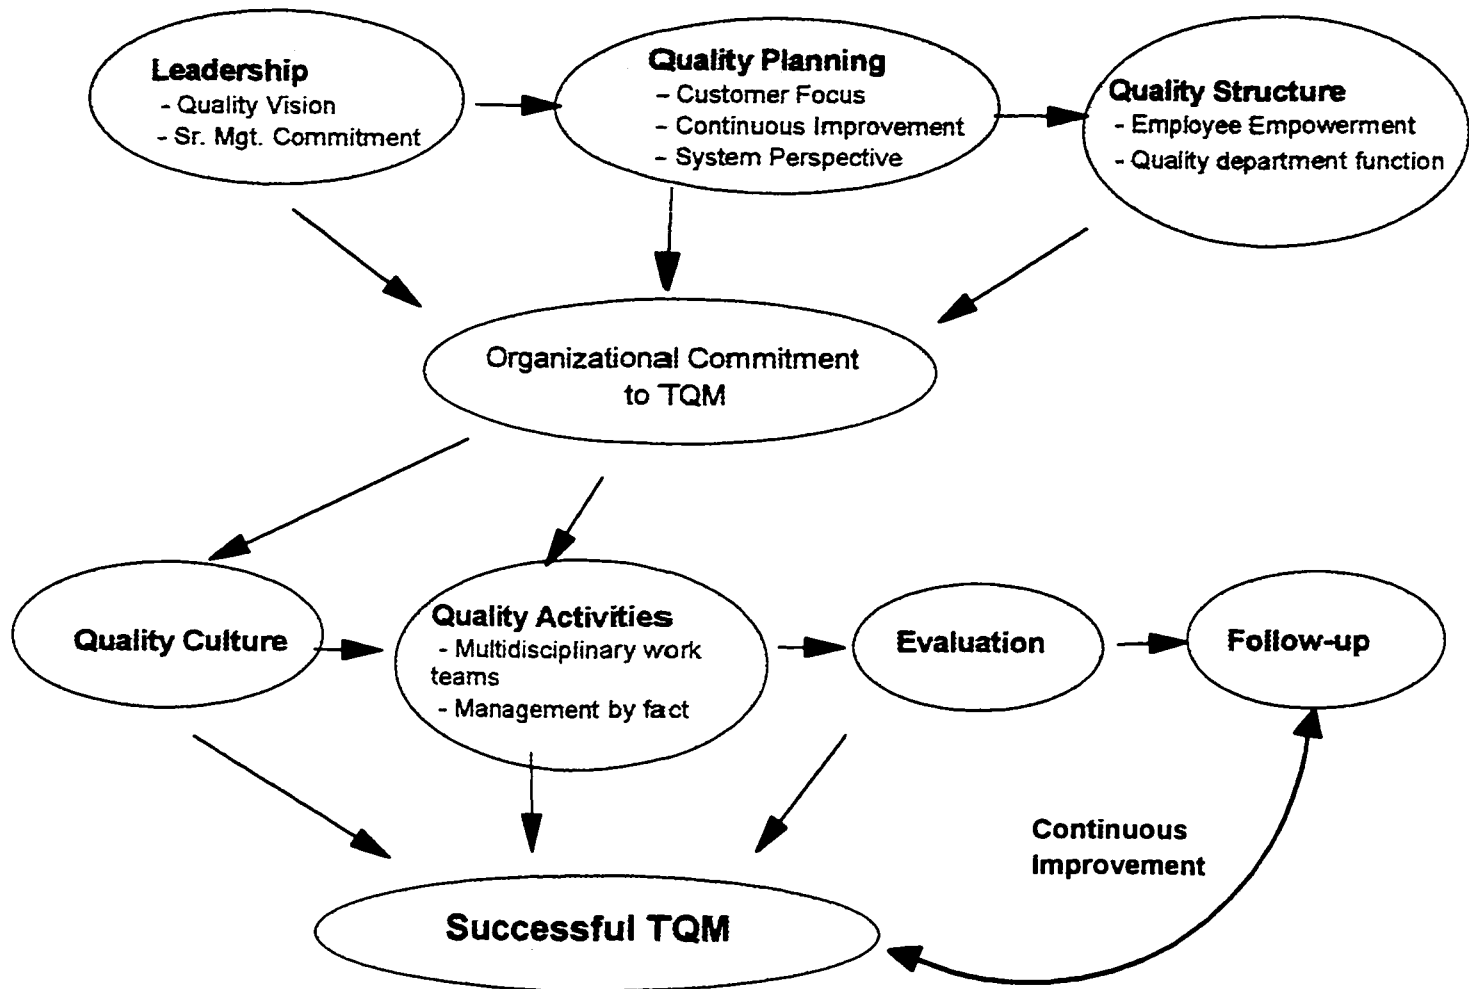 Leadership
- Quality Vision
- Sr. Mgt. Commitment
Quality Planning
- Customer Focus
- Continuous Improvement
- System Perspective
Quality Structure
- Employee Empowerment
- Quality department function
Organizational Commitment
to TQM
Quality Culture
Quality Activities
- Multidisciplinary work
teams
- Management by fact
Evaluation
Follow-up
Continuous
Improvement
Successful TQM